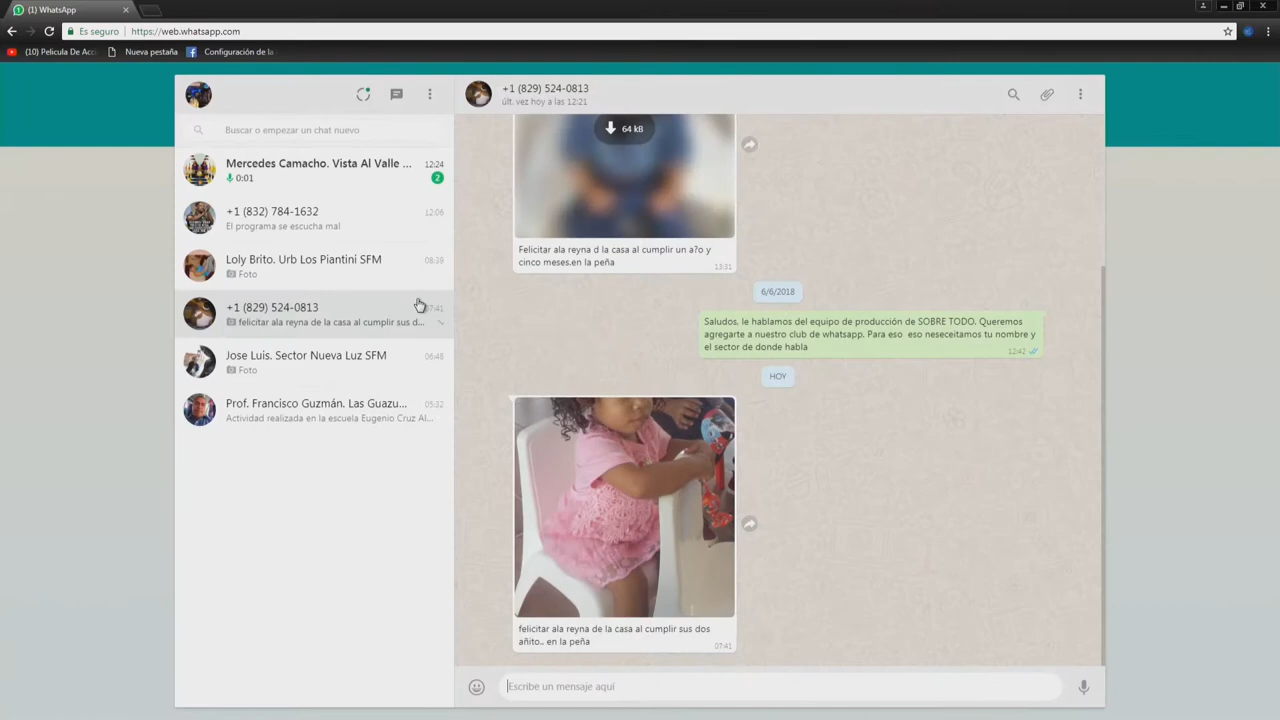 (1) WhatsApp
Es seguro
https://web.whatsapp.com
Nueva pestaña
Configuración de la
Buscar o empezar un chat nuevo
Mercedes Camacho. Vista Al Valle ...
12:24
0:01
2
+1 (832) 784-1632
12:06
El programa se escucha mal
Loly Brito. Urb Los Piantini SFM
08:39
Foto
+1 (829) 524-0813
07:41
felicitar ala reyna de la casa al cumplir sus d...
Jose Luis. Sector Nueva Luz SFM
06:48
Foto
Prof. Francisco Guzmán. Las Guazu...
05:32
Actividad realizada en la escuela Eugenio Cruz Al...
+1 (829) 524-0813
últ. vez hoy a las 12:21
64 kB
Felicitar ala reyna d la casa al cumplir un a?o y
cinco meses.en la peña
13:31
6/6/2018
Saludos, le hablamos del equipo de producción de SOBRE TODO. Queremos
agregarte a nuestro club de whatsapp. Para eso eso neseceitamos tu nombre y
el sector de donde habla
12:42
HOY
felicitar ala reyna de la casa al cumplir sus dos
añito.. en la peña
07:41
Escribe un mensaje aquí